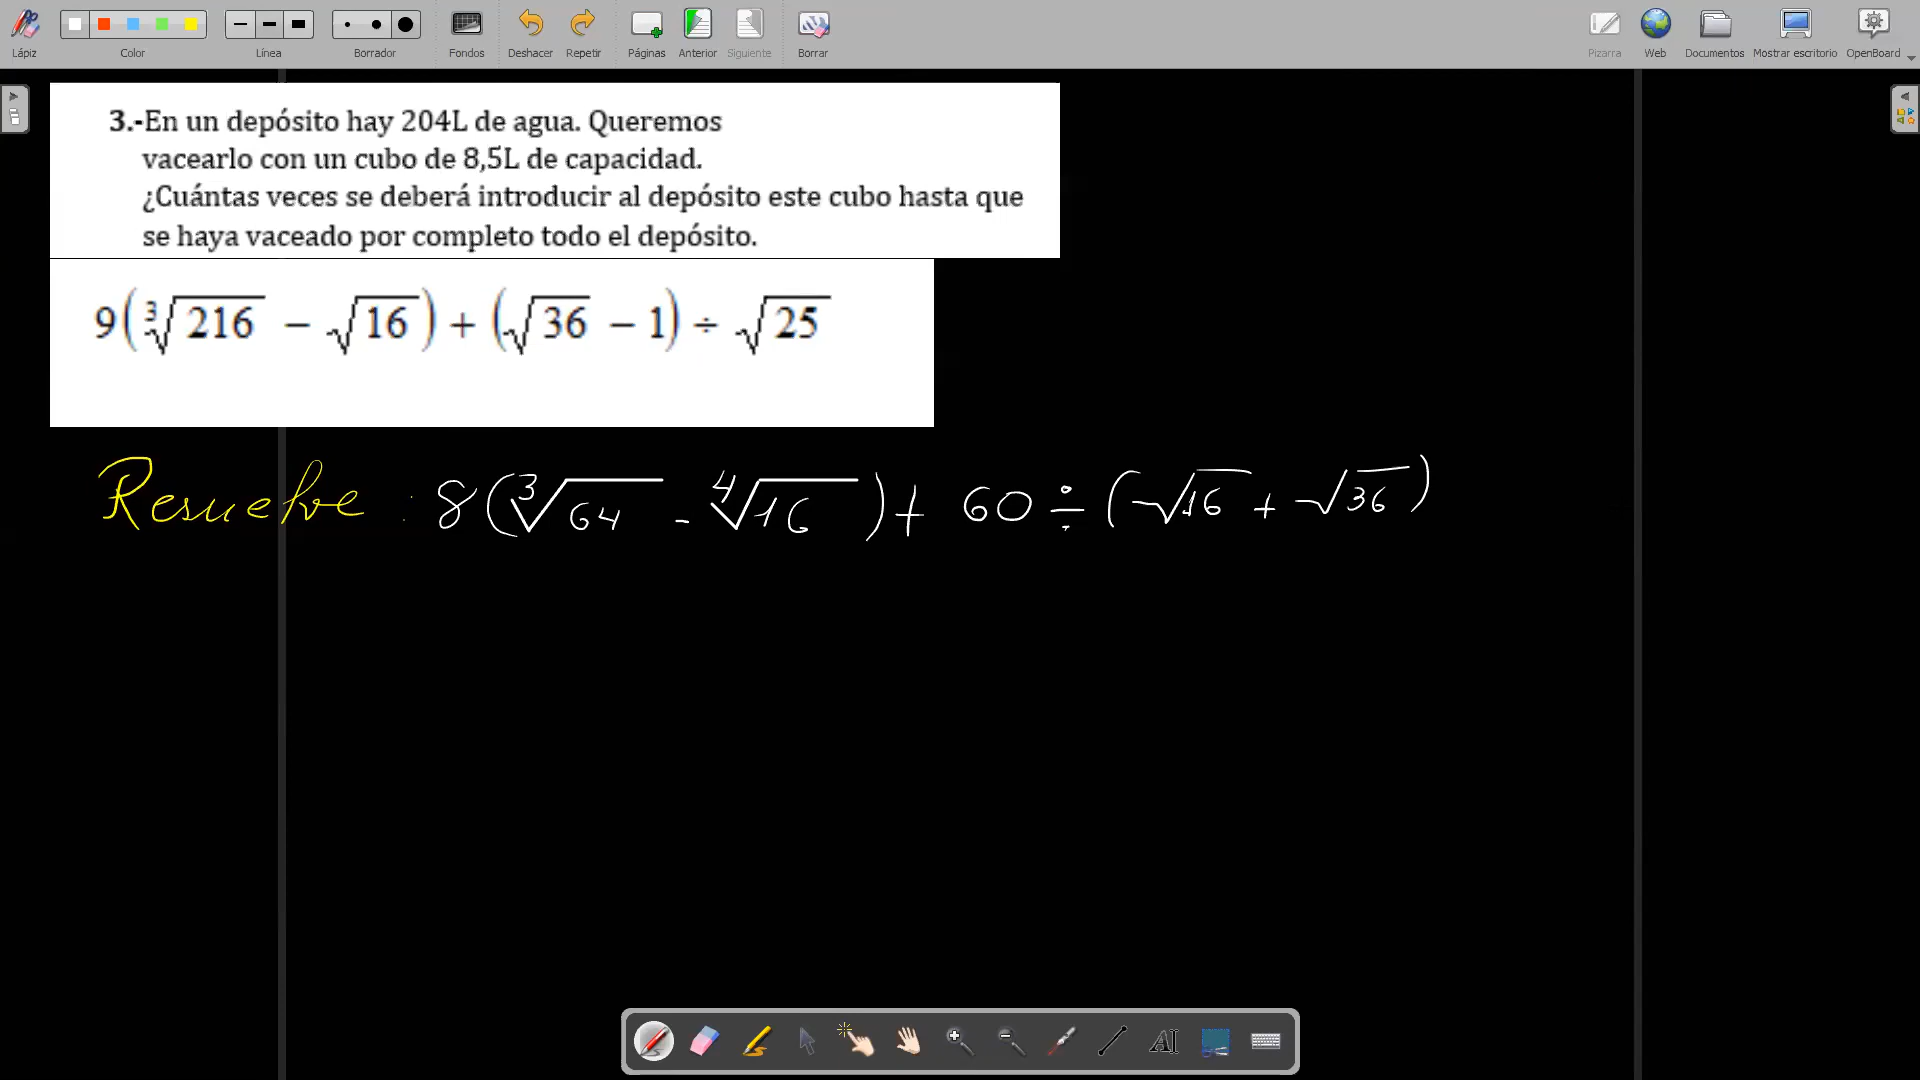 Lápiz Color Línea Borrador Fondos Deshacer Repetir Páginas Anterior Siguiente Borrar Pizarra Web Documentos Mostrar escritorio OpenBoard
3.-En un depósito hay 204L de agua. Queremos
vacearlo con un cubo de 8,5L de capacidad.
¿Cuántas veces se deberá introducir al depósito este cubo hasta que
se haya vaceado por completo todo el depósito.
9(∛216 − √16) + (√36 − 1) ÷ √25
Resuelve : 8(∛64 - ∜16) + 60 ÷ (√16 + √36)